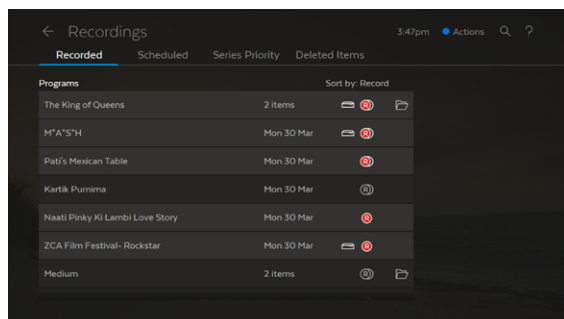 ← Recordings 3:47pm Actions ?
Recorded Scheduled Series Priority Deleted Items
Programs Sort by: Record
The King of Queens 2 items R
M*A*S*H Mon 30 Mar R
Pati's Mexican Table Mon 30 Mar R
Kartik Purnima Mon 30 Mar R
Naati Pinky Ki Lambi Love Story Mon 30 Mar R
ZCA Film Festival- Rockstar Mon 30 Mar R
Medium 2 items R